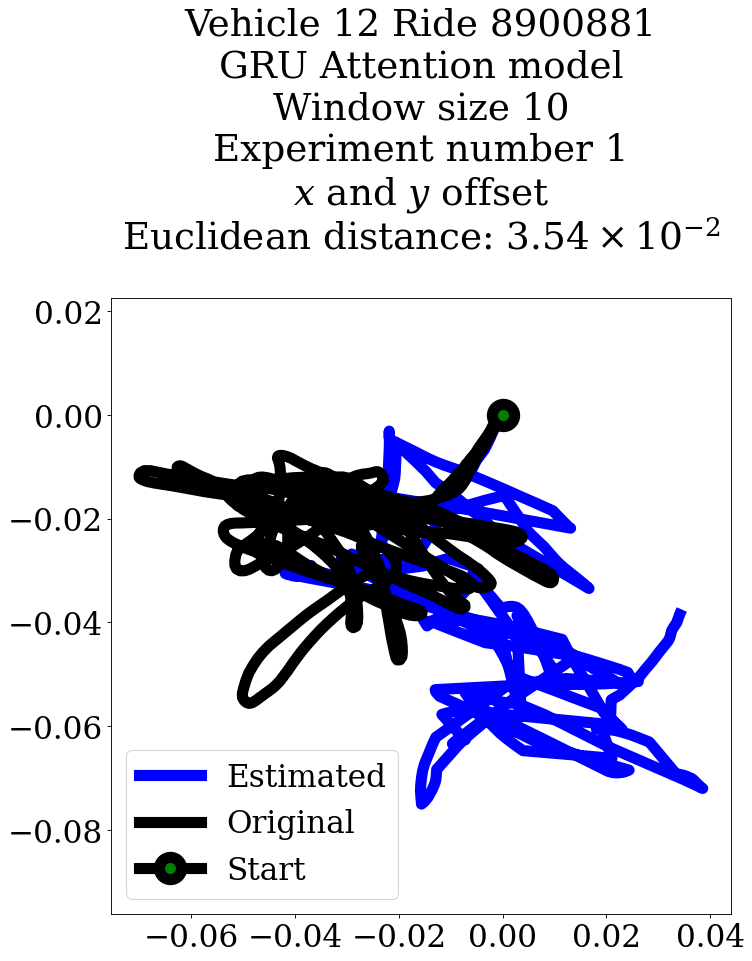 Vehicle 12 Ride 8900881
GRU Attention model
Window size 10
Experiment number 1
x and y offset
Euclidean distance: 3.54 × 10⁻²
0.02
0.00
−0.02
−0.04
−0.06
−0.08
Estimated
Original
Start
−0.06 −0.04 −0.02 0.00 0.02 0.04